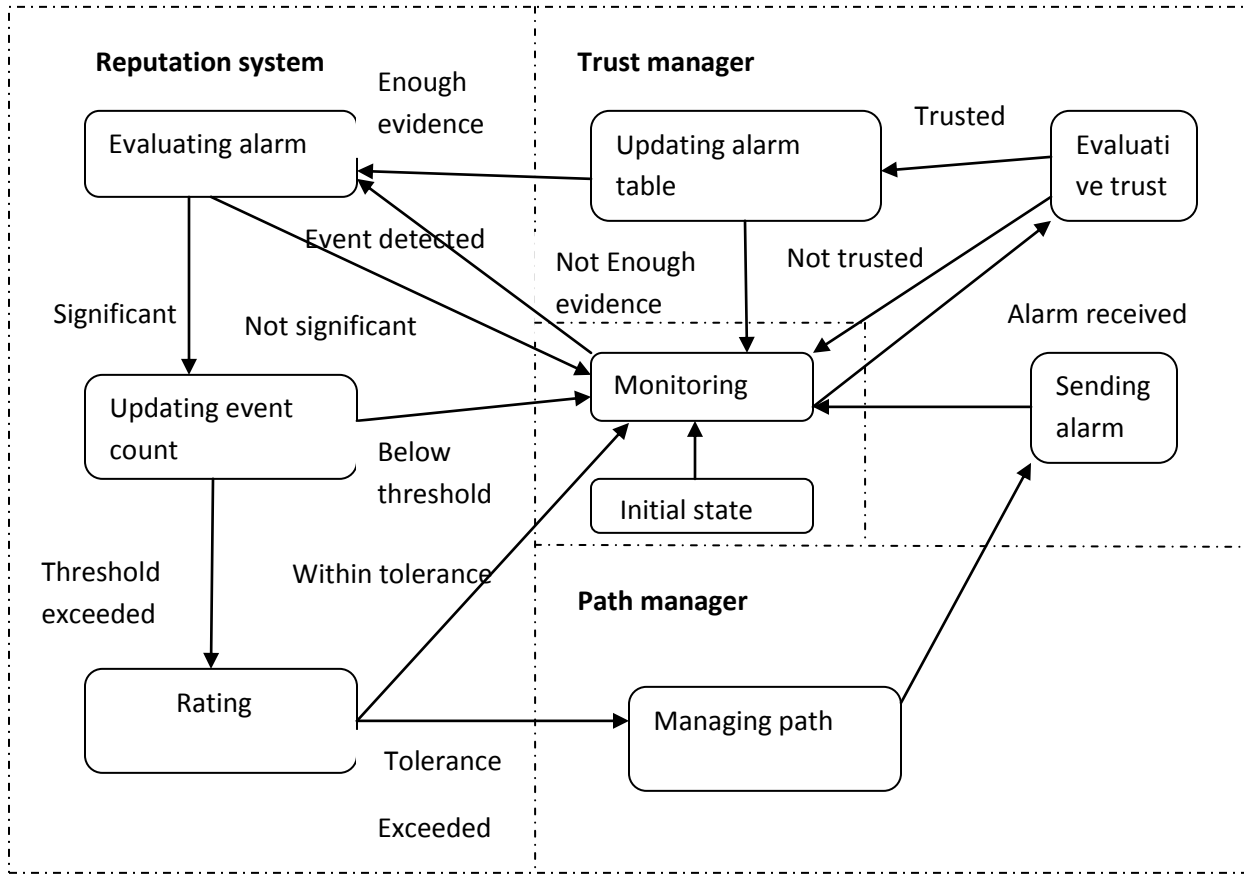 Reputation system
Enough
evidence
Evaluating alarm
Event detected
Significant
Not significant
Updating event
count
Below
threshold
Threshold
exceeded
Within tolerance
Rating
Tolerance
Exceeded
Trust manager
Updating alarm
table
Trusted
Evaluati
ve trust
Not Enough
evidence
Not trusted
Alarm received
Monitoring
Sending
alarm
Initial state
Path manager
Managing path